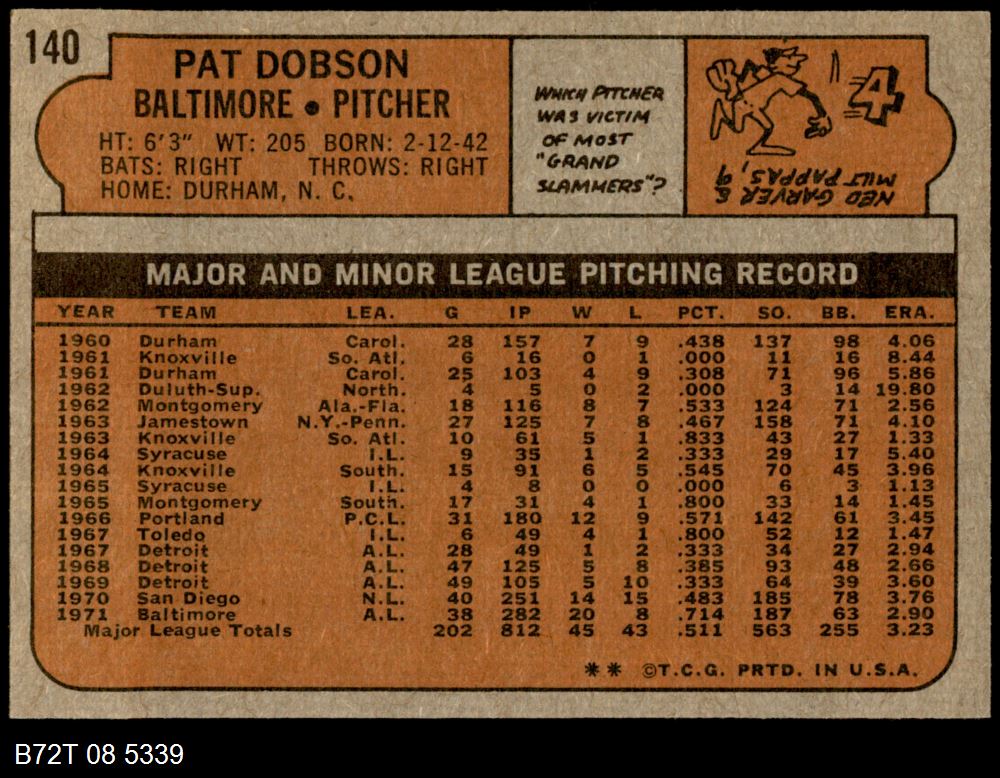 140
PAT DOBSON
BALTIMORE • PITCHER
HT: 6'3" WT: 205 BORN: 2-12-42
BATS: RIGHT THROWS: RIGHT
HOME: DURHAM, N. C.
WHICH PITCHER
WAS VICTIM
OF MOST
"GRAND
SLAMMERS"?
4
NED GARVER &
MILT PAPPAS, 9
MAJOR AND MINOR LEAGUE PITCHING RECORD
YEAR TEAM LEA. G IP W L PCT. SO. BB. ERA.
1960 Durham Carol. 28 157 7 9 .438 137 98 4.06
1961 Knoxville So. Atl. 6 16 0 1 .000 11 16 8.44
1961 Durham Carol. 25 103 4 9 .308 71 96 5.86
1962 Duluth-Sup. North. 4 5 0 2 .000 3 14 19.80
1962 Montgomery Ala.-Fla. 18 116 8 7 .533 124 71 2.56
1963 Jamestown N.Y.-Penn. 27 125 7 8 .467 158 71 4.10
1963 Knoxville So. Atl. 10 61 5 1 .833 43 27 1.33
1964 Syracuse I.L. 9 35 1 2 .333 29 17 5.40
1964 Knoxville South. 15 91 6 5 .545 70 45 3.96
1965 Syracuse I.L. 4 8 0 0 .000 6 3 1.13
1965 Montgomery South. 17 31 4 1 .800 33 14 1.45
1966 Portland P.C.L. 31 180 12 9 .571 142 61 3.45
1967 Toledo I.L. 6 49 4 1 .800 52 12 1.47
1967 Detroit A.L. 28 49 1 2 .333 34 27 2.94
1968 Detroit A.L. 47 125 5 8 .385 93 48 2.66
1969 Detroit A.L. 49 105 5 10 .333 64 39 3.60
1970 San Diego N.L. 40 251 14 15 .483 185 78 3.76
1971 Baltimore A.L. 38 282 20 8 .714 187 63 2.90
Major League Totals 202 812 45 43 .511 563 255 3.23
** ©T.C.G. PRTD. IN U.S.A.
B72T 08 5339